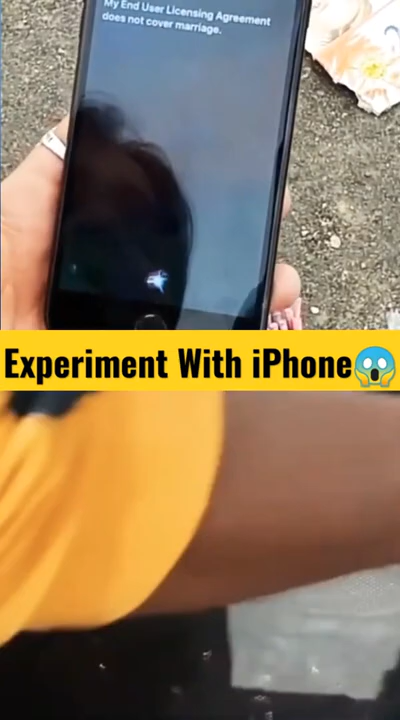 My End User Licensing Agreement
does not cover marriage.
Experiment With iPhone😱